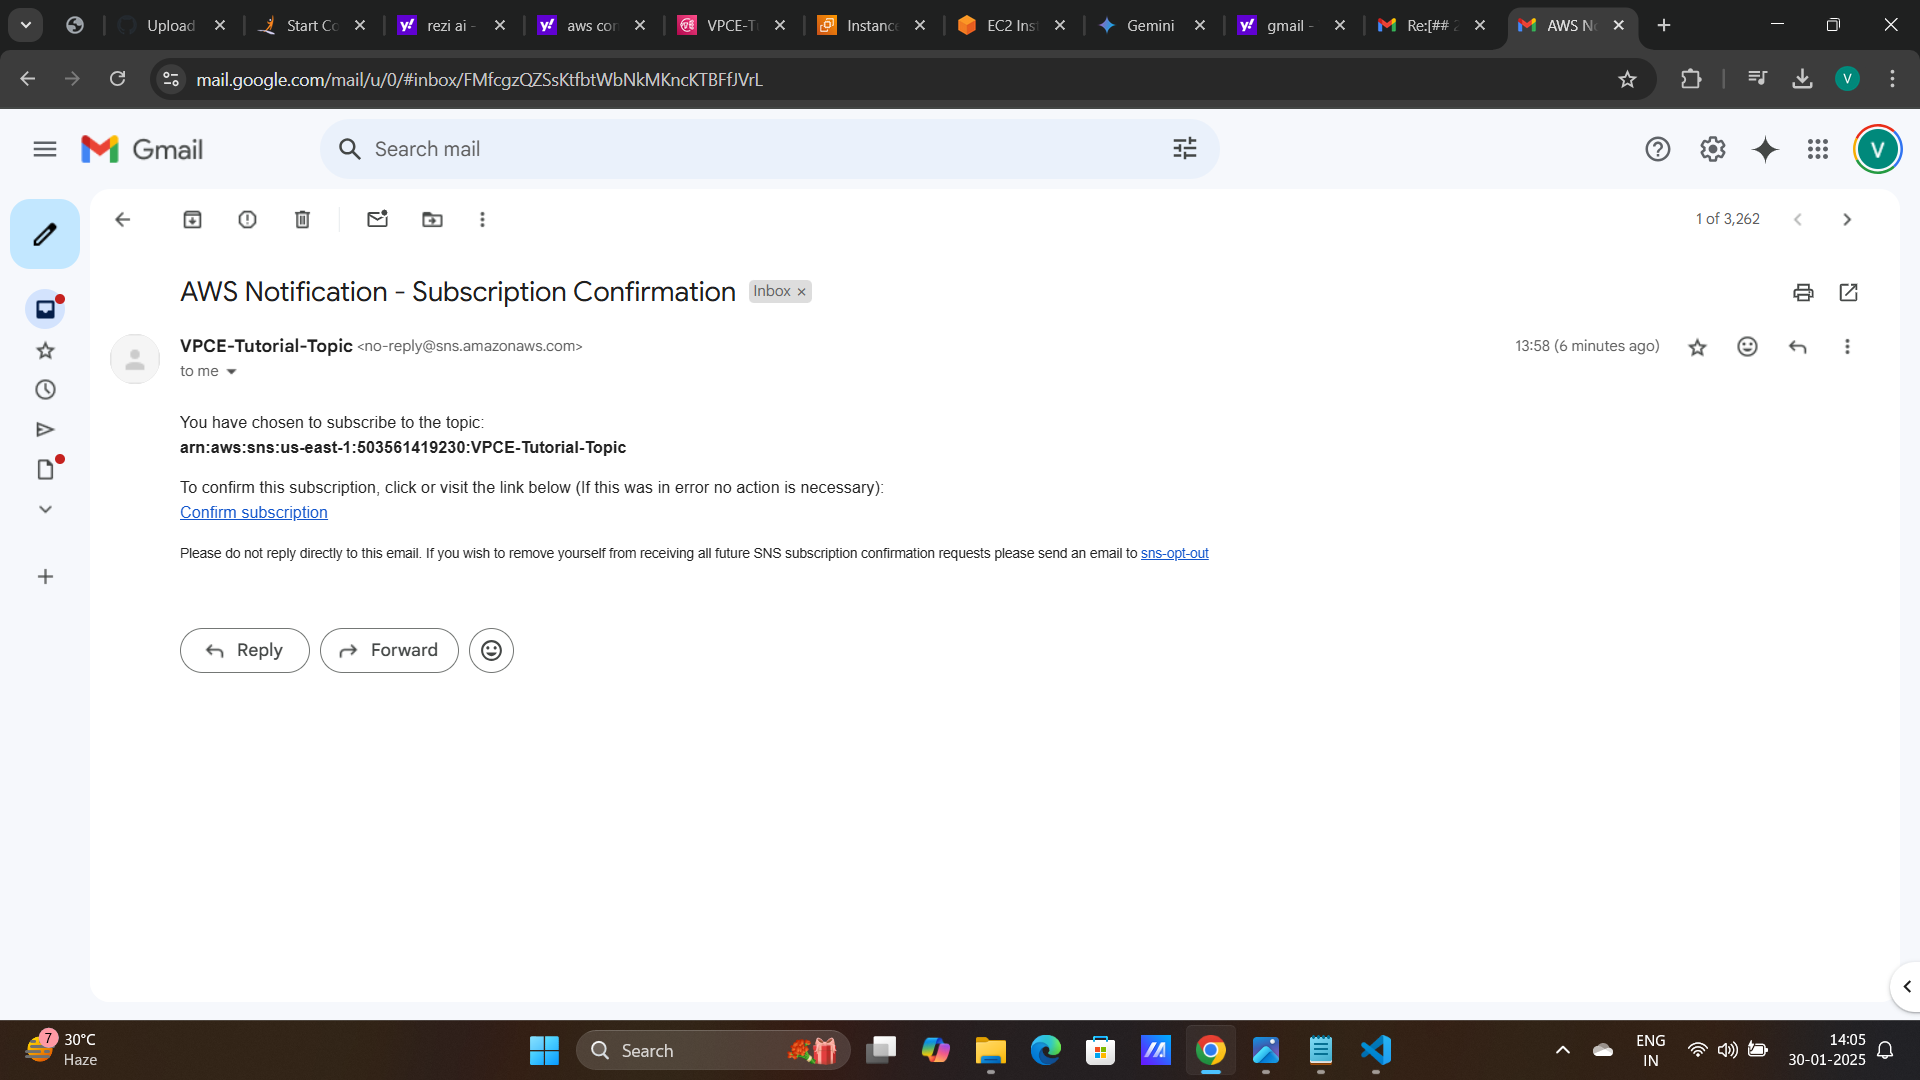 Upload
Start Co
rezi ai -
aws con
VPCE-Tu
Instance
EC2 Inst
Gemini
gmail -
Re:[## 2
AWS No
mail.google.com/mail/u/0/#inbox/FMfcgzQZSsKtfbtWbNkMKncKTBFfJVrL
V
Gmail
Search mail
V
1 of 3,262
AWS Notification - Subscription Confirmation
Inbox ×
VPCE-Tutorial-Topic <no-reply@sns.amazonaws.com>
13:58 (6 minutes ago)
to me
You have chosen to subscribe to the topic:
arn:aws:sns:us-east-1:503561419230:VPCE-Tutorial-Topic
To confirm this subscription, click or visit the link below (If this was in error no action is necessary):
Confirm subscription
Please do not reply directly to this email. If you wish to remove yourself from receiving all future SNS subscription confirmation requests please send an email to sns-opt-out
Reply
Forward
7
30°C
Haze
Search
ENG
IN
14:05
30-01-2025